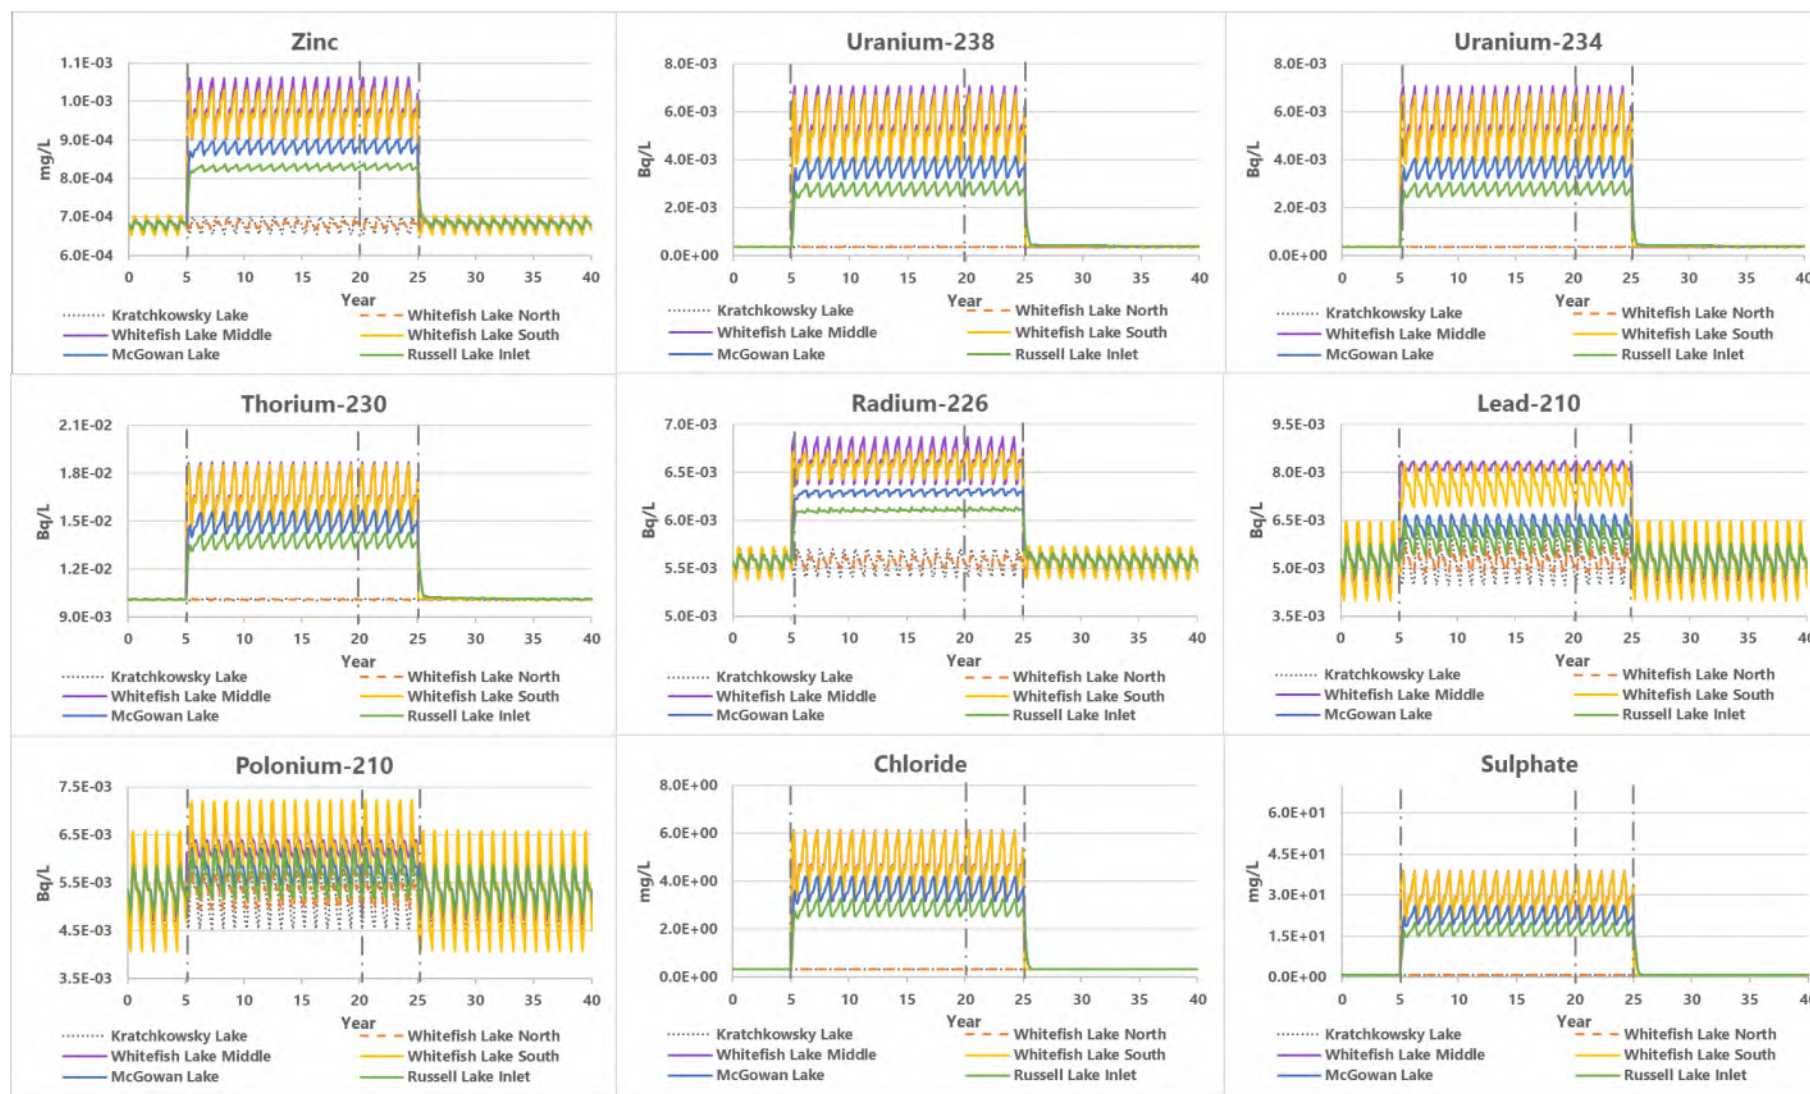 Zinc
1.1E-03
1.0E-03
9.0E-04
8.0E-04
7.0E-04
6.0E-04
mg/L
0 5 10 15 20 25 30 35 40
Year
Kratchkowsky Lake Whitefish Lake North
Whitefish Lake Middle Whitefish Lake South
McGowan Lake Russell Lake Inlet
Uranium-238
8.0E-03
6.0E-03
4.0E-03
2.0E-03
0.0E+00
Bq/L
0 5 10 15 20 25 30 35 40
Year
Kratchkowsky Lake Whitefish Lake North
Whitefish Lake Middle Whitefish Lake South
McGowan Lake Russell Lake Inlet
Uranium-234
8.0E-03
6.0E-03
4.0E-03
2.0E-03
0.0E+00
Bq/L
0 5 10 15 20 25 30 35 40
Year
Kratchkowsky Lake Whitefish Lake North
Whitefish Lake Middle Whitefish Lake South
McGowan Lake Russell Lake Inlet
Thorium-230
2.1E-02
1.8E-02
1.5E-02
1.2E-02
9.0E-03
Bq/L
0 5 10 15 20 25 30 35 40
Year
Kratchkowsky Lake Whitefish Lake North
Whitefish Lake Middle Whitefish Lake South
McGowan Lake Russell Lake Inlet
Radium-226
7.0E-03
6.5E-03
6.0E-03
5.5E-03
5.0E-03
Bq/L
0 5 10 15 20 25 30 35 40
Year
Kratchkowsky Lake Whitefish Lake North
Whitefish Lake Middle Whitefish Lake South
McGowan Lake Russell Lake Inlet
Lead-210
9.5E-03
8.0E-03
6.5E-03
5.0E-03
3.5E-03
Bq/L
0 5 10 15 20 25 30 35 40
Year
Kratchkowsky Lake Whitefish Lake North
Whitefish Lake Middle Whitefish Lake South
McGowan Lake Russell Lake Inlet
Polonium-210
7.5E-03
6.5E-03
5.5E-03
4.5E-03
3.5E-03
Bq/L
0 5 10 15 20 25 30 35 40
Year
Kratchkowsky Lake Whitefish Lake North
Whitefish Lake Middle Whitefish Lake South
McGowan Lake Russell Lake Inlet
Chloride
8.0E+00
6.0E+00
4.0E+00
2.0E+00
0.0E+00
mg/L
0 5 10 15 20 25 30 35 40
Year
Kratchkowsky Lake Whitefish Lake North
Whitefish Lake Middle Whitefish Lake South
McGowan Lake Russell Lake Inlet
Sulphate
6.0E+01
4.5E+01
3.0E+01
1.5E+01
0.0E+00
mg/L
0 5 10 15 20 25 30 35 40
Year
Kratchkowsky Lake Whitefish Lake North
Whitefish Lake Middle Whitefish Lake South
McGowan Lake Russell Lake Inlet